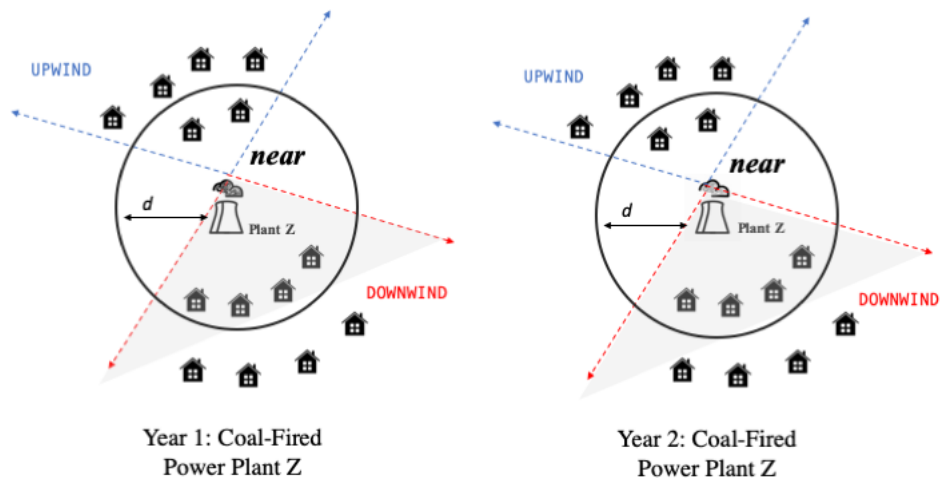 UPWIND
near
d
Plant Z
DOWNWIND
Year 1: Coal-Fired
Power Plant Z
UPWIND
near
d
Plant Z
DOWNWIND
Year 2: Coal-Fired
Power Plant Z